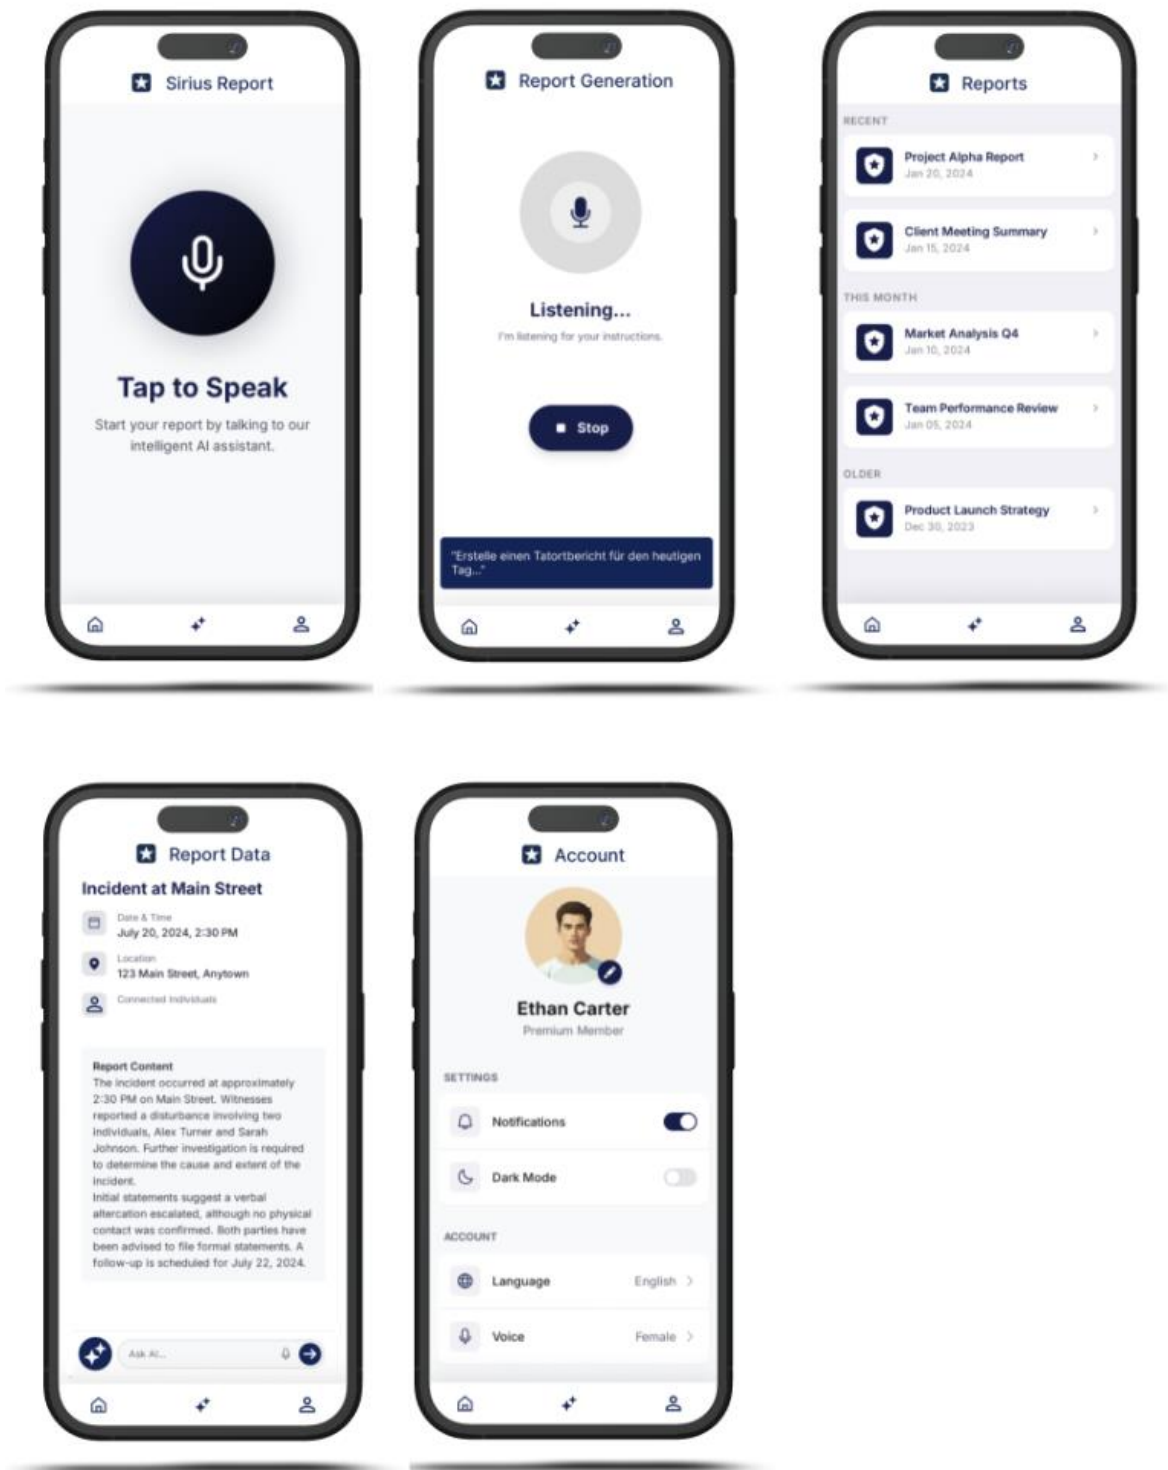 Sirius Report
Tap to Speak
Start your report by talking to our
intelligent AI assistant.
Report Generation
Listening...
I'm listening for your instructions.
Stop
"Erstelle einen Tatortbericht für den heutigen
Tag..."
Reports
RECENT
Project Alpha Report
Jan 20, 2024
Client Meeting Summary
Jan 15, 2024
THIS MONTH
Market Analysis Q4
Jan 10, 2024
Team Performance Review
Jan 05, 2024
OLDER
Product Launch Strategy
Dec 30, 2023
Report Data
Incident at Main Street
Date & Time
July 20, 2024, 2:30 PM
Location
123 Main Street, Anytown
Connected Individuals
Report Content
The incident occurred at approximately
2:30 PM on Main Street. Witnesses
reported a disturbance involving two
individuals, Alex Turner and Sarah
Johnson. Further investigation is required
to determine the cause and extent of the
incident.
Initial statements suggest a verbal
altercation escalated, although no physical
contact was confirmed. Both parties have
been advised to file formal statements. A
follow-up is scheduled for July 22, 2024.
Ask AI...
Account
Ethan Carter
Premium Member
SETTINGS
Notifications
Dark Mode
ACCOUNT
Language English
Voice Female